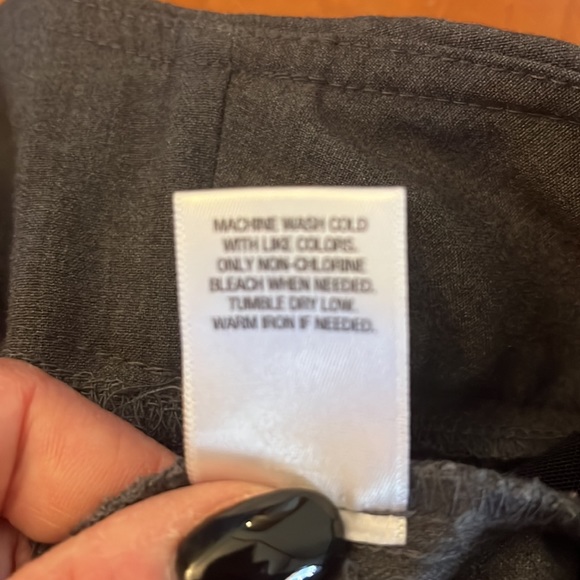 MACHINE WASH COLD
WITH LIKE COLORS.
ONLY NON-CHLORINE
BLEACH WHEN NEEDED.
TUMBLE DRY LOW.
WARM IRON IF NEEDED.